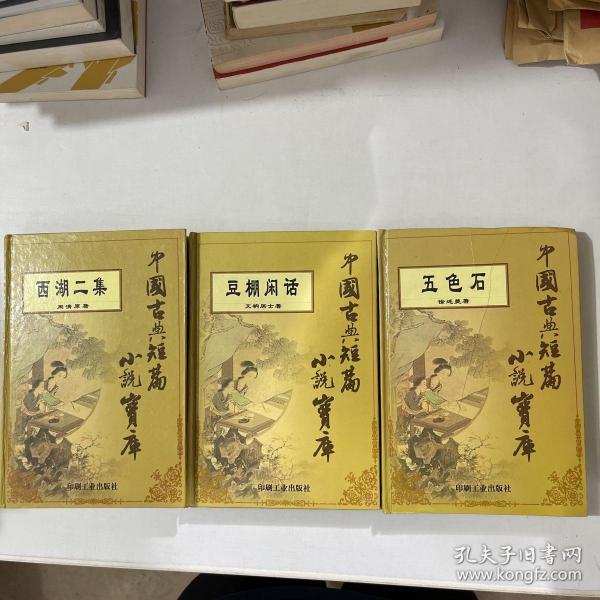 西湖二集
周清原著
中國古典短篇
小說寶庫
印刷工业出版社
豆棚闲话
艾衲居士著
中國古典短篇
小說寶庫
印刷工业出版社
五色石
徐述夔著
中國古典短篇
小說寶庫
印刷工业出版社
孔夫子旧书网
www.kongfz.com